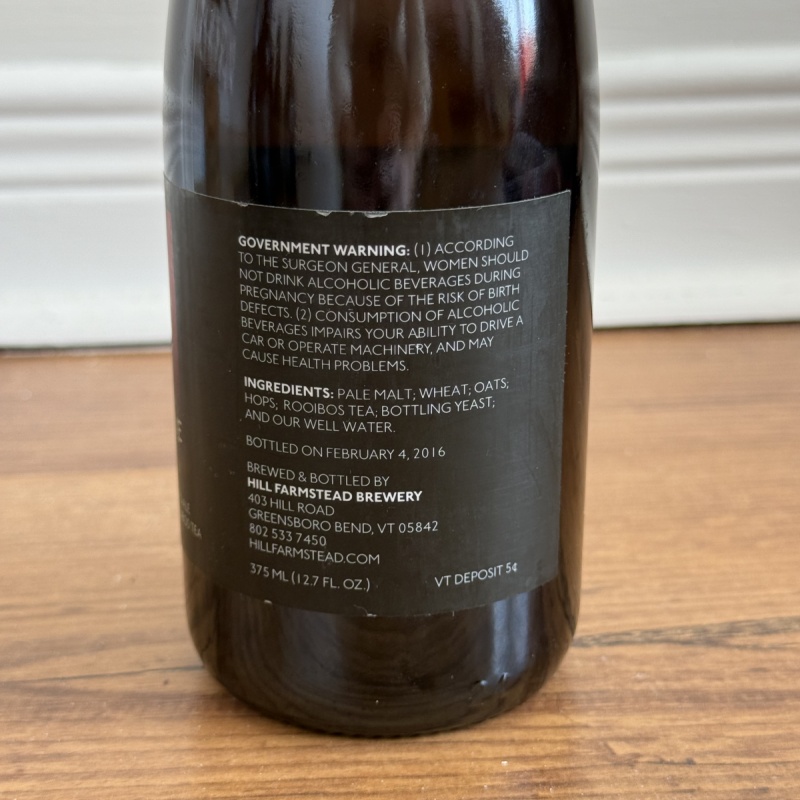 GOVERNMENT WARNING: (1) ACCORDING
TO THE SURGEON GENERAL, WOMEN SHOULD
NOT DRINK ALCOHOLIC BEVERAGES DURING
PREGNANCY BECAUSE OF THE RISK OF BIRTH
DEFECTS. (2) CONSUMPTION OF ALCOHOLIC
BEVERAGES IMPAIRS YOUR ABILITY TO DRIVE A
CAR OR OPERATE MACHINERY, AND MAY
CAUSE HEALTH PROBLEMS.
INGREDIENTS: PALE MALT; WHEAT; OATS;
HOPS; ROOIBOS TEA; BOTTLING YEAST;
AND OUR WELL WATER.
BOTTLED ON FEBRUARY 4, 2016
BREWED & BOTTLED BY
HILL FARMSTEAD BREWERY
403 HILL ROAD
GREENSBORO BEND, VT 05842
802 533 7450
HILLFARMSTEAD.COM
375 ML (12.7 FL. OZ.) VT DEPOSIT 5¢
E
TEA